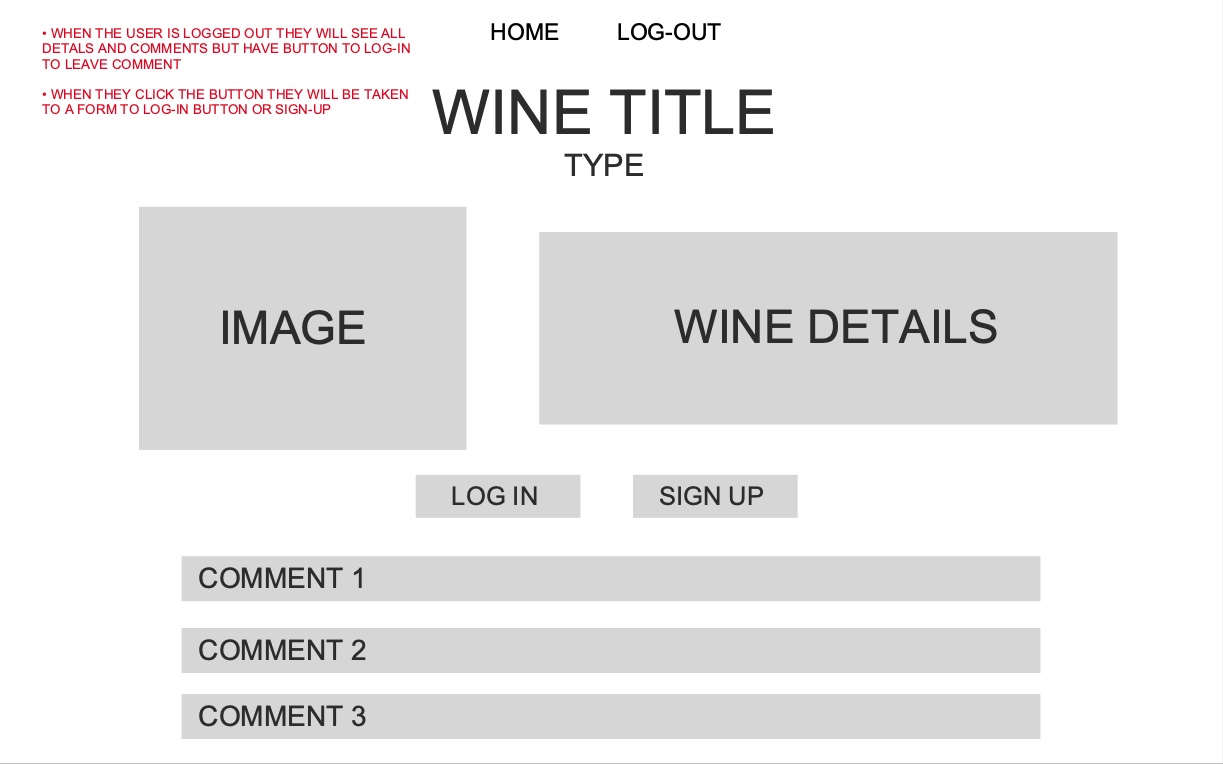 • WHEN THE USER IS LOGGED OUT THEY WILL SEE ALL
DETALS AND COMMENTS BUT HAVE BUTTON TO LOG-IN
TO LEAVE COMMENT
• WHEN THEY CLICK THE BUTTON THEY WILL BE TAKEN
TO A FORM TO LOG-IN BUTTON OR SIGN-UP
HOME LOG-OUT
WINE TITLE
TYPE
IMAGE
WINE DETAILS
LOG IN SIGN UP
COMMENT 1
COMMENT 2
COMMENT 3